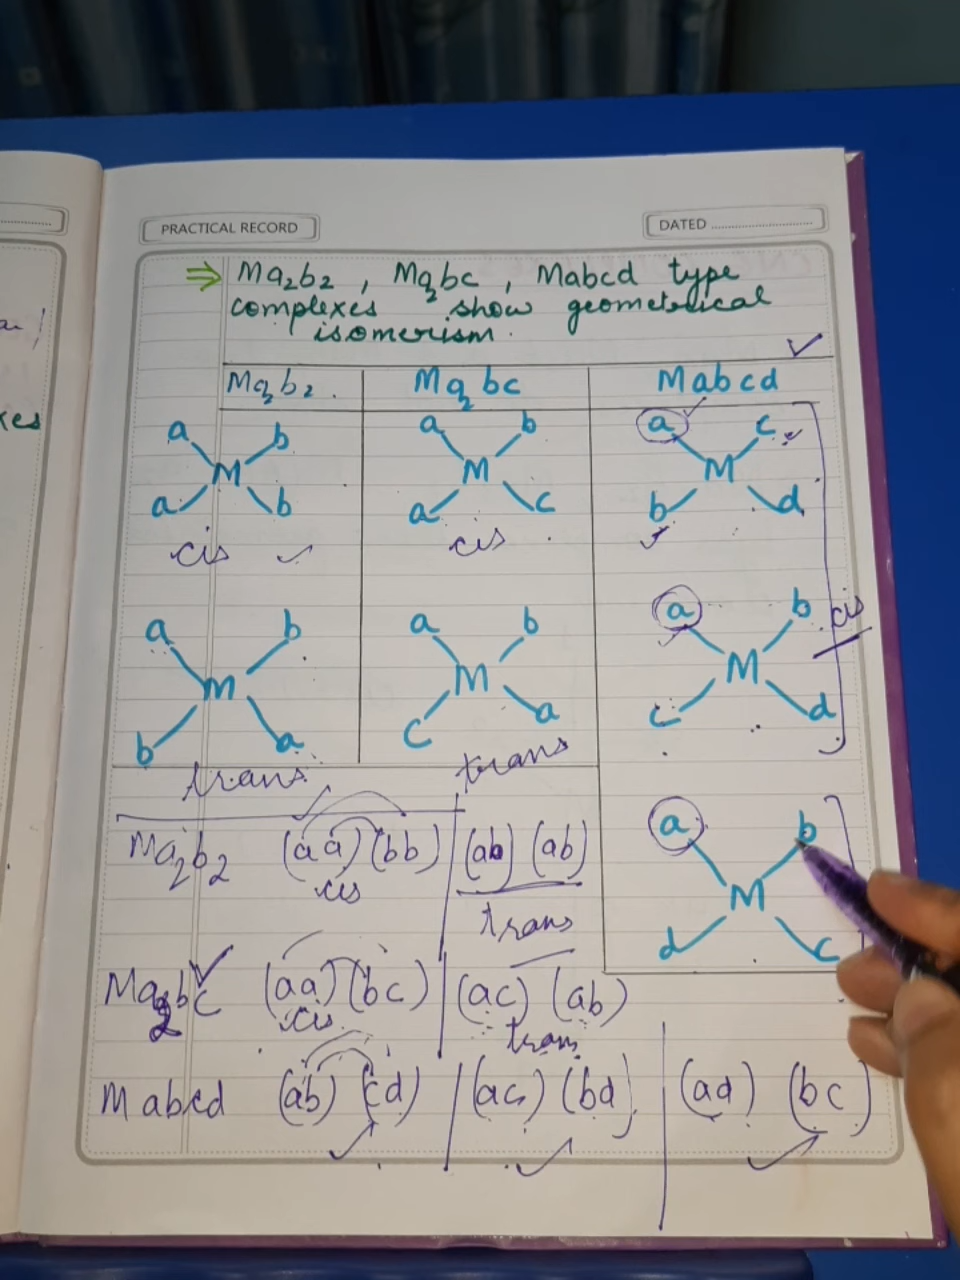 PRACTICAL RECORD
DATED
⇒ Ma₂b₂ , Ma₂bc , Mabcd type
complexes show geometrical
isomerism.
xes
Ma₂b₂ . Ma₂bc Mabcd ✓
a b
M
a b
cis ✓
a b
M
a c
cis
a c
M
b d
a b
M
b a
trans
a b
M
c a
trans
a b
M
c d
cis
a b
M
d c
Ma₂b₂ (aa)(bb) (ab) (ab)
cis trans
Ma₂bc (aa)(bc) (ac) (ab)
cis trans
Mabcd (ab) (cd) (ac) (bd) (ad) (bc)